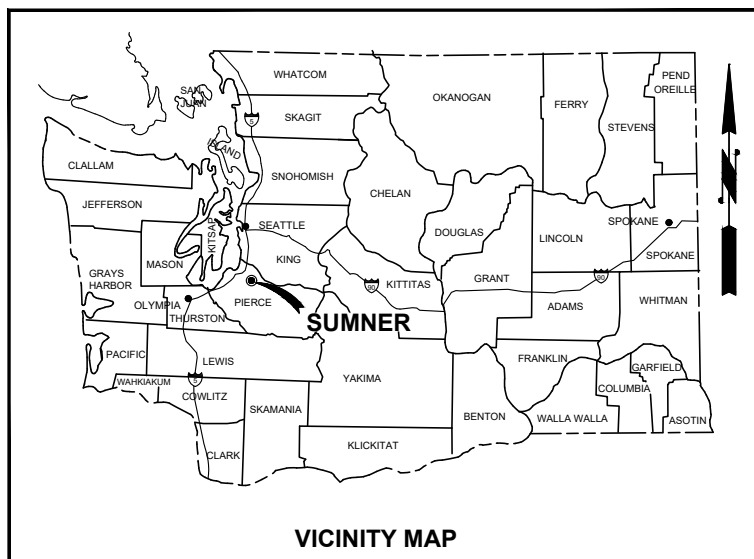 WHATCOM
SAN
JUAN
SKAGIT
5
ISLAND
CLALLAM
SNOHOMISH
JEFFERSON
KITSAP
SEATTLE
MASON
KING
GRAYS
HARBOR
OLYMPIA
THURSTON
PIERCE
SUMNER
PACIFIC
LEWIS
WAHKIAKUM
5
COWLITZ
SKAMANIA
CLARK
OKANOGAN
CHELAN
DOUGLAS
90
KITTITAS
GRANT
YAKIMA
KLICKITAT
BENTON
FERRY
STEVENS
PEND
OREILLE
LINCOLN
SPOKANE
SPOKANE
90
ADAMS
WHITMAN
FRANKLIN
GARFIELD
COLUMBIA
WALLA WALLA
ASOTIN
N
VICINITY MAP